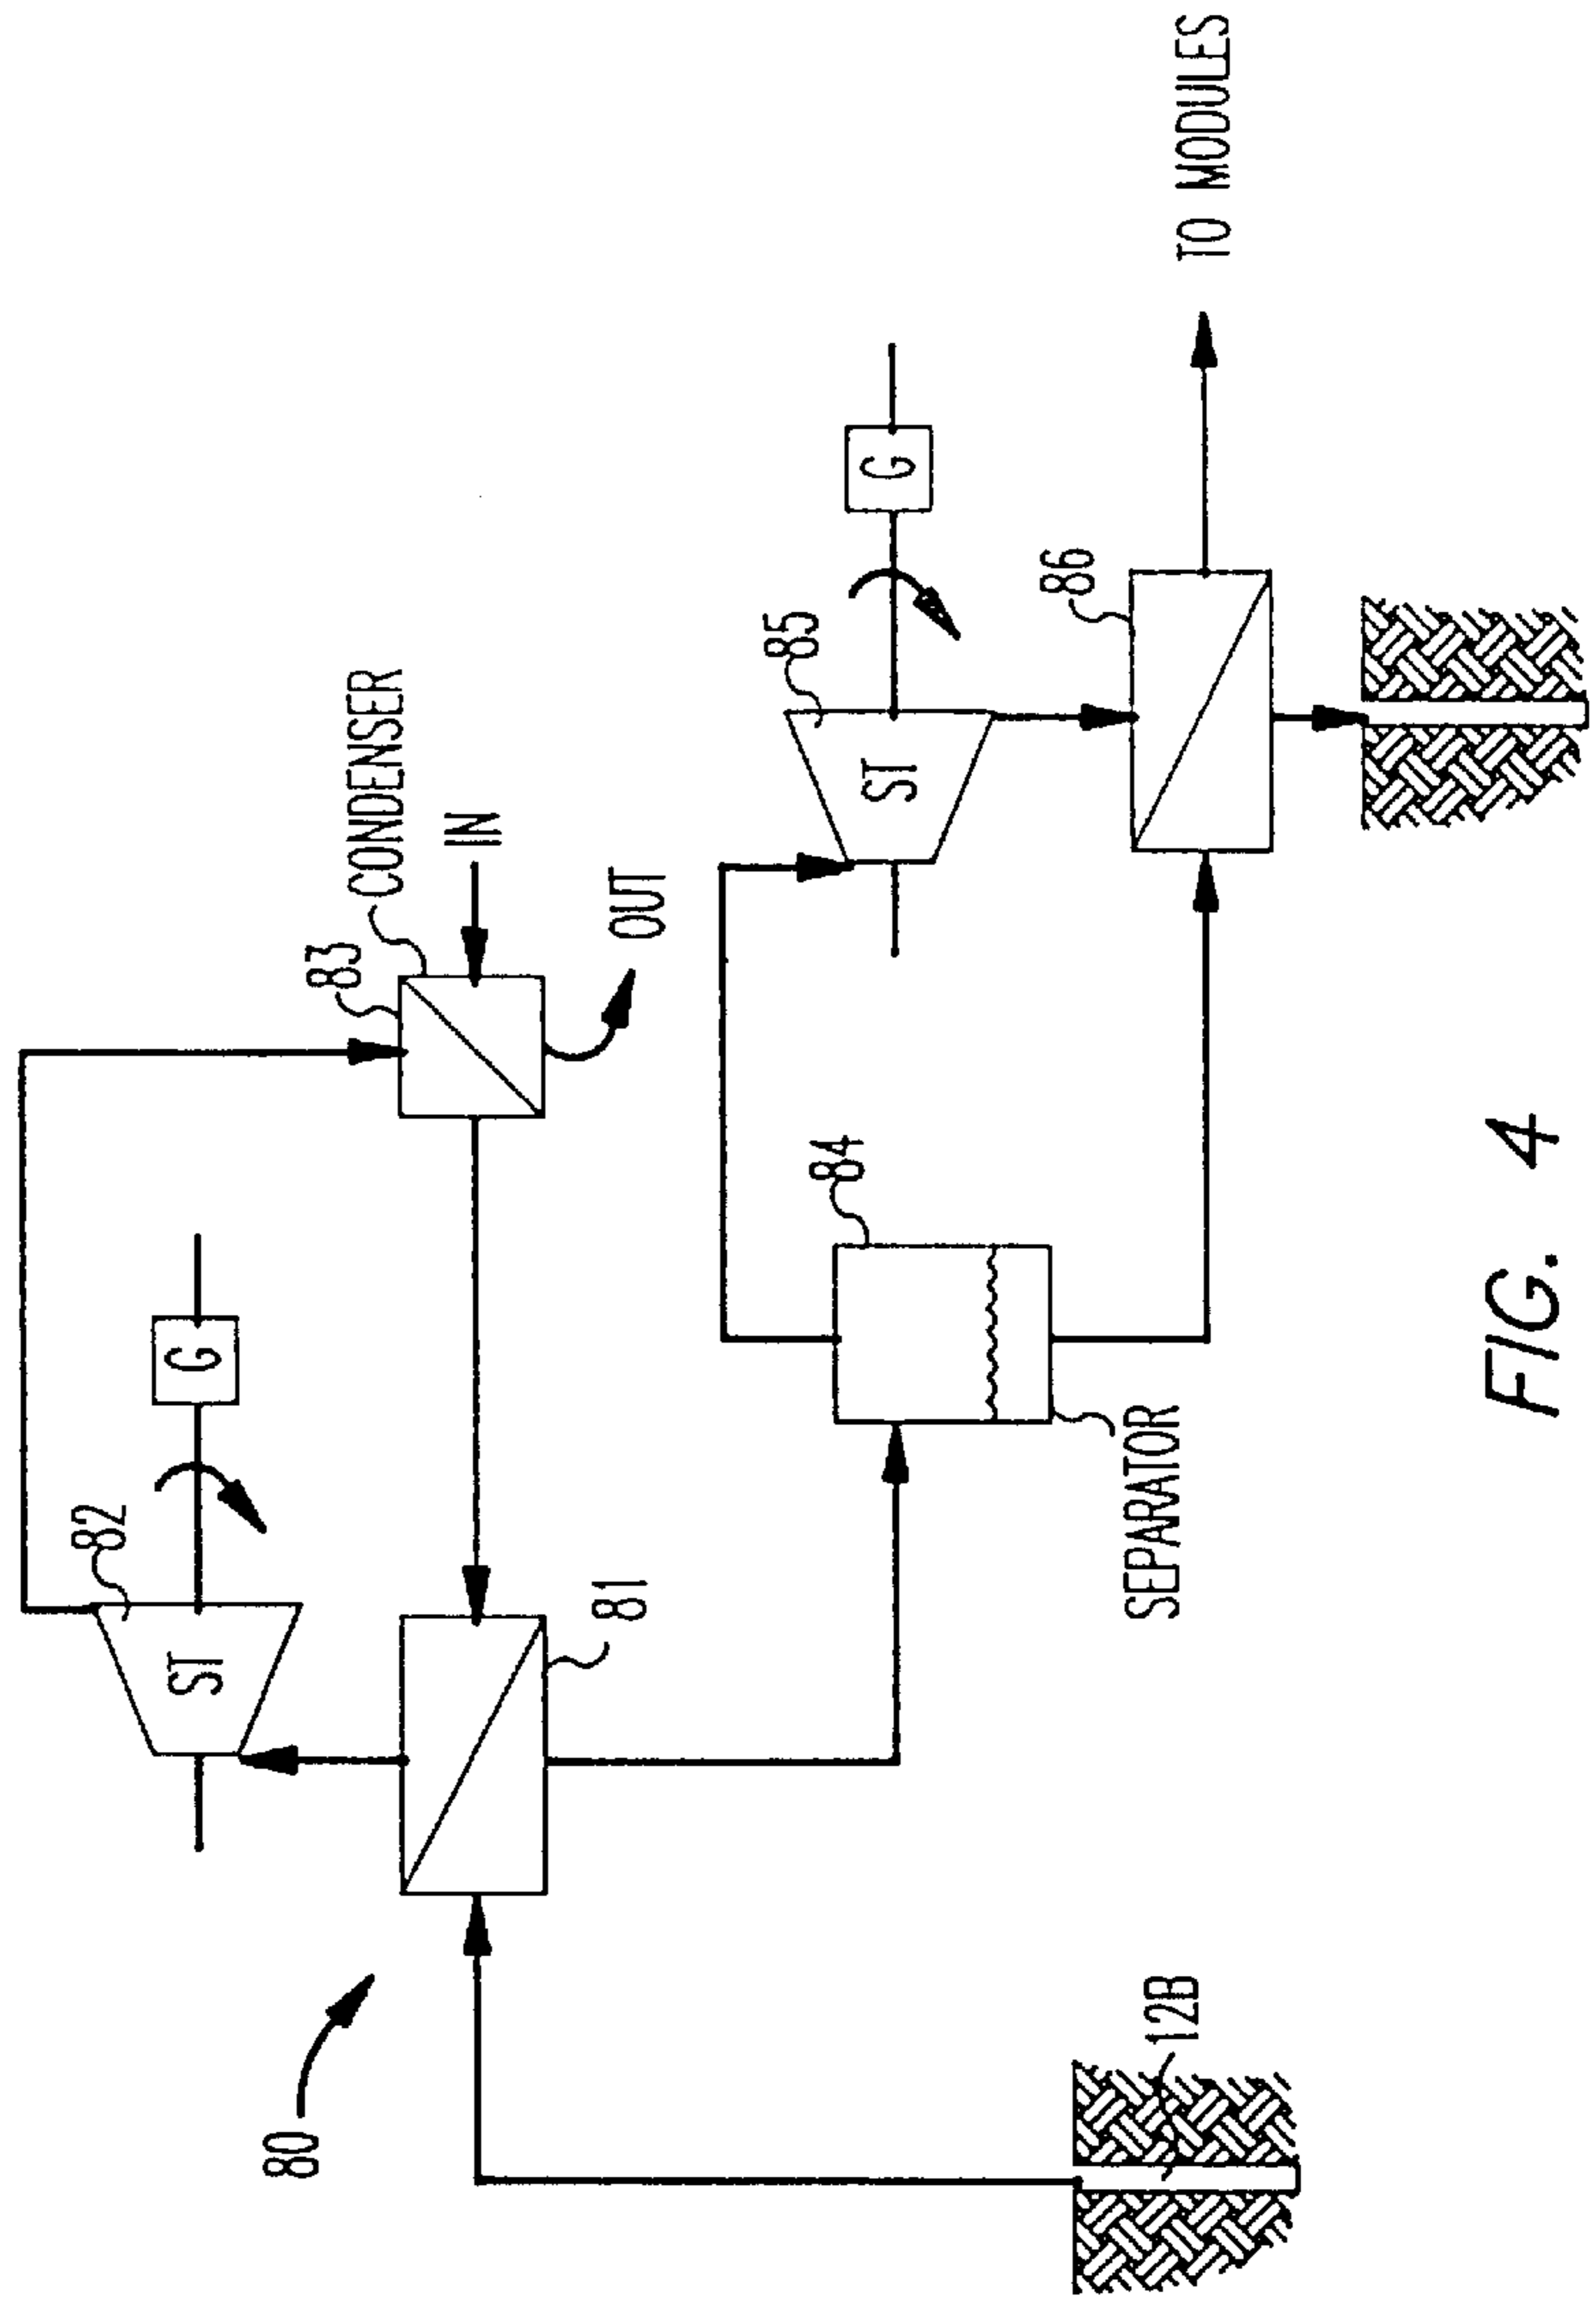 80
12B
ST
82
G
81
83
CONDENSER
IN
OUT
84
SEPARATOR
ST
85
G
86
TO MODULES
FIG. 4